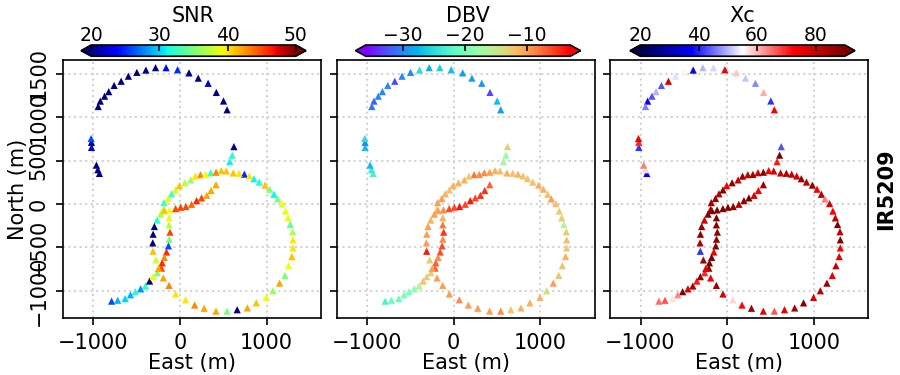 SNR DBV Xc
20 30 40 50 −30 −20 −10 20 40 60 80
North (m)
1500
1000
500
0
−500
−1000
IR5209
−1000 0 1000 −1000 0 1000 −1000 0 1000
East (m) East (m) East (m)